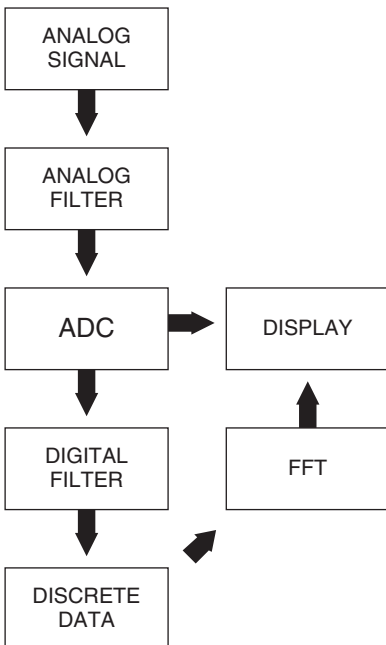 ANALOG
SIGNAL
ANALOG
FILTER
ADC
DISPLAY
DIGITAL
FILTER
FFT
DISCRETE
DATA